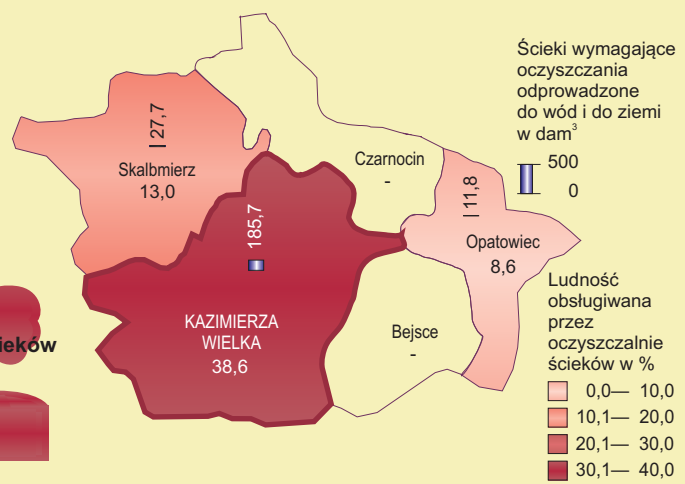 Ścieki wymagające
oczyszczania
odprowadzone
do wód i do ziemi
w dam³
500
0
27,7
Skalbmierz
13,0
Czarnocin
-
11,8
Opatowiec
8,6
185,7
KAZIMIERZA
WIELKA
38,6
Bejsce
-
ieków
Ludność
obsługiwana
przez
oczyszczalnie
ścieków w %
0,0— 10,0
10,1— 20,0
20,1— 30,0
30,1— 40,0